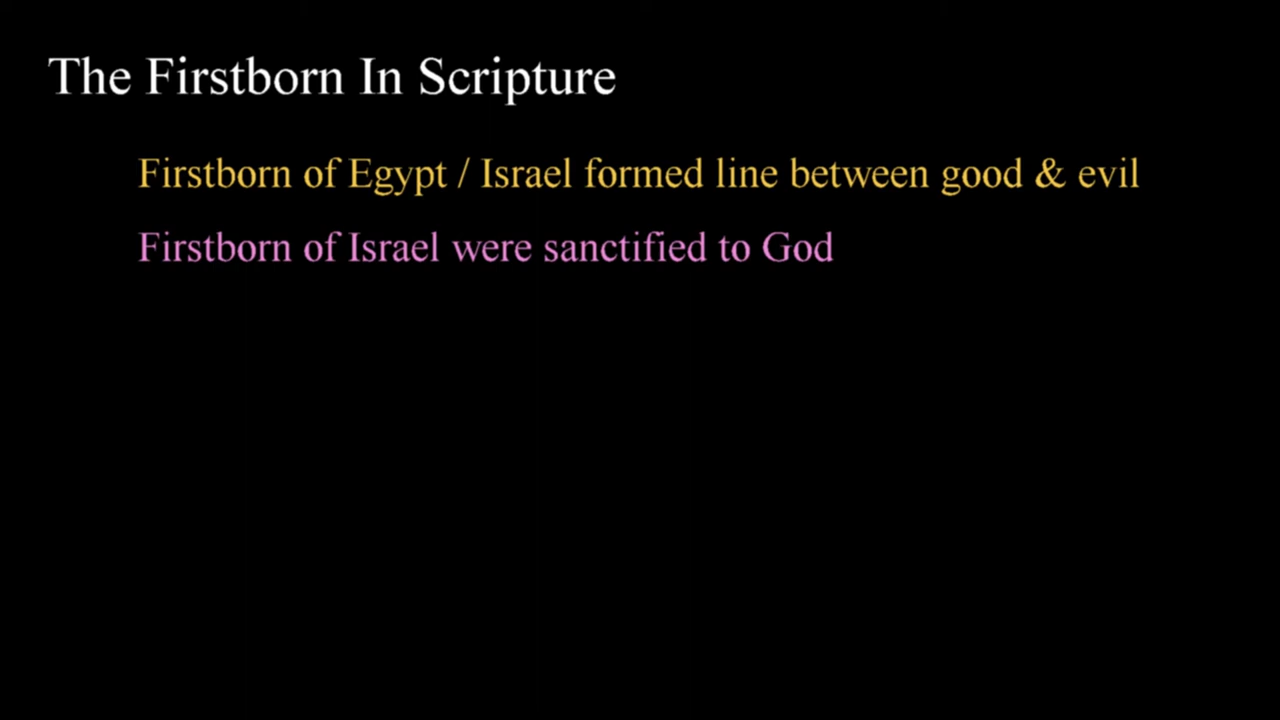 The Firstborn In Scripture
Firstborn of Egypt / Israel formed line between good & evil
Firstborn of Israel were sanctified to God